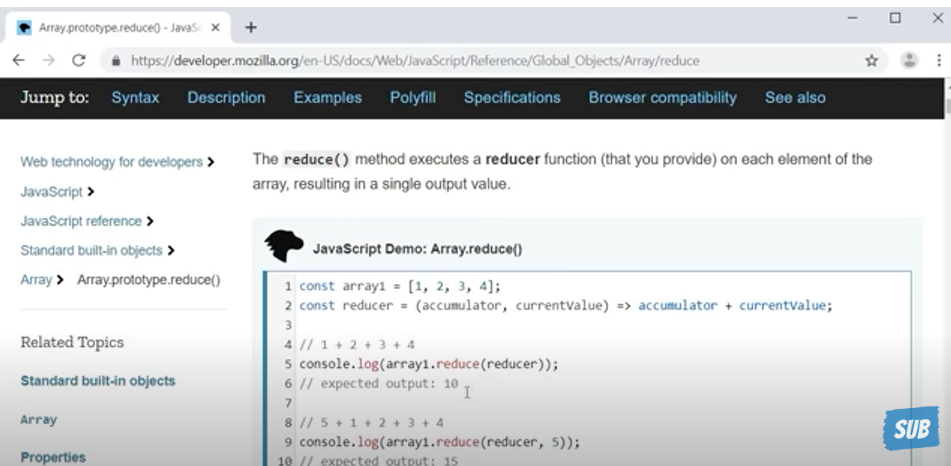 Array.prototype.reduce() - JavaSc
https://developer.mozilla.org/en-US/docs/Web/JavaScript/Reference/Global_Objects/Array/reduce
Jump to: Syntax Description Examples Polyfill Specifications Browser compatibility See also
Web technology for developers
JavaScript
JavaScript reference
Standard built-in objects
Array Array.prototype.reduce()
Related Topics
Standard built-in objects
Array
Properties
The reduce() method executes a reducer function (that you provide) on each element of the
array, resulting in a single output value.
JavaScript Demo: Array.reduce()
1 const array1 = [1, 2, 3, 4];
2 const reducer = (accumulator, currentValue) => accumulator + currentValue;
3
4 // 1 + 2 + 3 + 4
5 console.log(array1.reduce(reducer));
6 // expected output: 10
7
8 // 5 + 1 + 2 + 3 + 4
9 console.log(array1.reduce(reducer, 5));
10 // expected output: 15
SUB